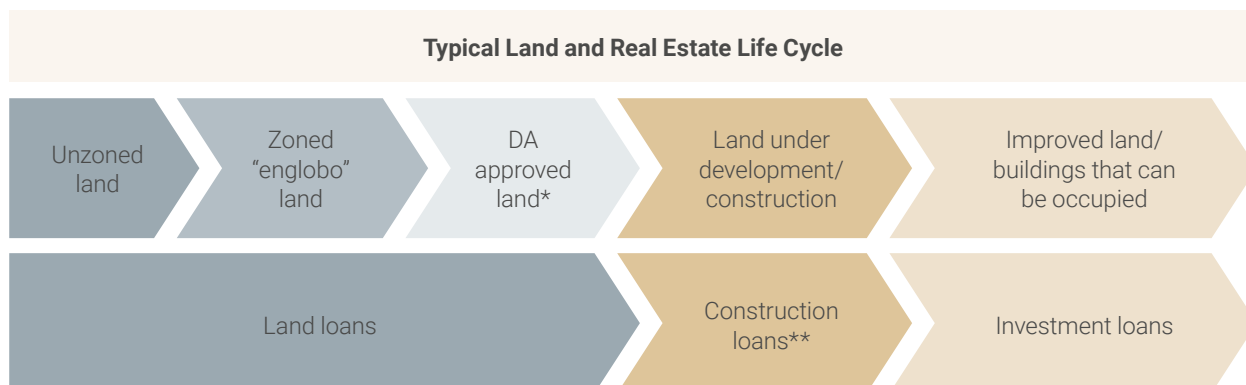 Typical Land and Real Estate Life Cycle
Unzoned
land
Zoned
“englobo”
land
DA
approved
land*
Land under
development/
construction
Improved land/
buildings that can
be occupied
Land loans
Construction
loans**
Investment loans